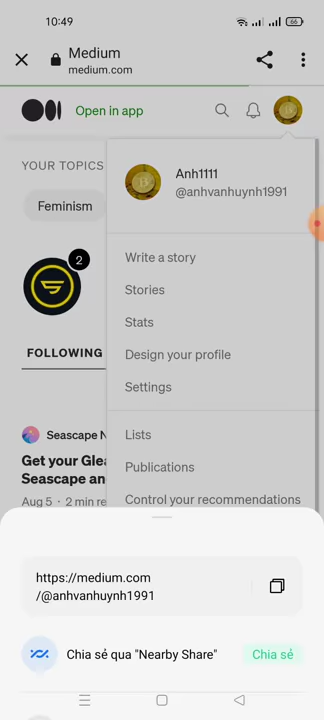 10:49
66
Medium
medium.com
Open in app
YOUR TOPICS
Anh1111
@anhvanhuynh1991
Feminism
2
Write a story
Stories
Stats
FOLLOWING
Design your profile
Settings
Seascape N
Lists
Get your Glea
Seascape an
Publications
Aug 5 · 2 min re
Control your recommendations
https://medium.com
/@anhvanhuynh1991
Chia sẻ qua "Nearby Share"
Chia sẻ